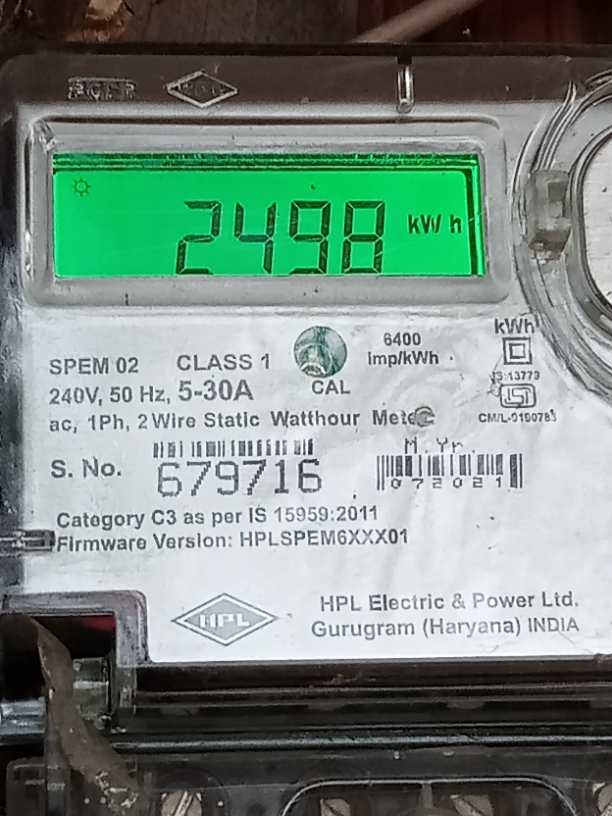 2498 kWh
kWh
SPEM 02 CLASS 1 6400
Imp/kWh
CAL
240V, 50 Hz, 5-30A
IS:13779
ac, 1Ph, 2 Wire Static Watthour Meter
M.Yr.
S. No. 679716
072021
Category C3 as per IS 15959:2011
Firmware Version: HPLSPEM6XXX01
HPL
HPL Electric & Power Ltd.
Gurugram (Haryana) INDIA